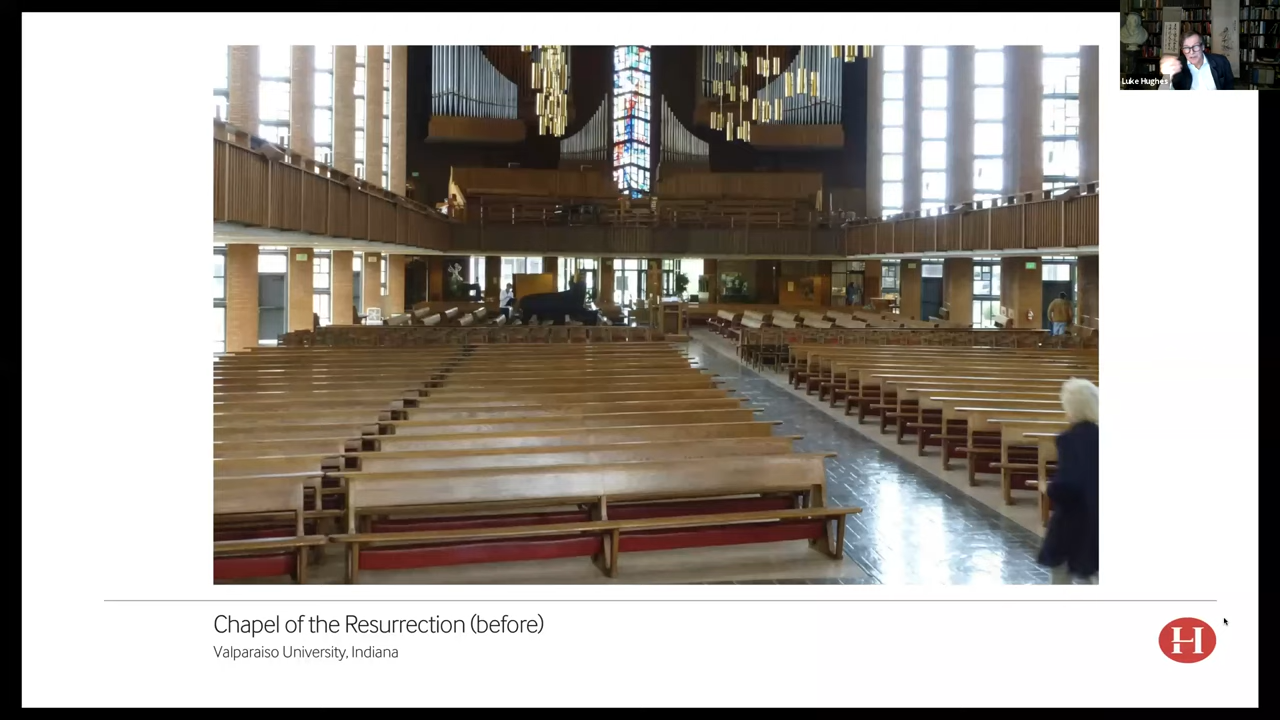 Luke Hughes
Chapel of the Resurrection (before)
Valparaiso University, Indiana
H